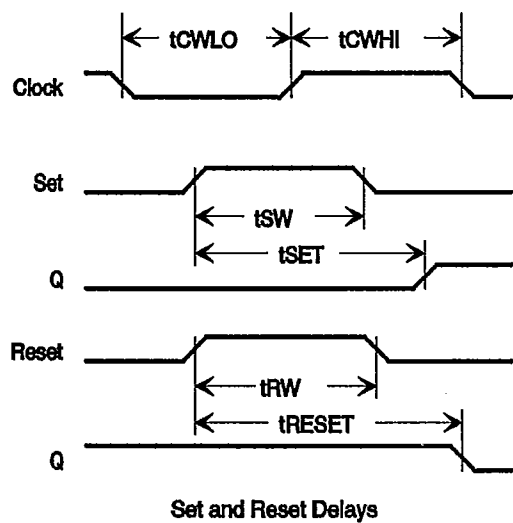 tCWLO tCWHI
Clock
Set
tSW
tSET
Q
Reset
tRW
tRESET
Q
Set and Reset Delays